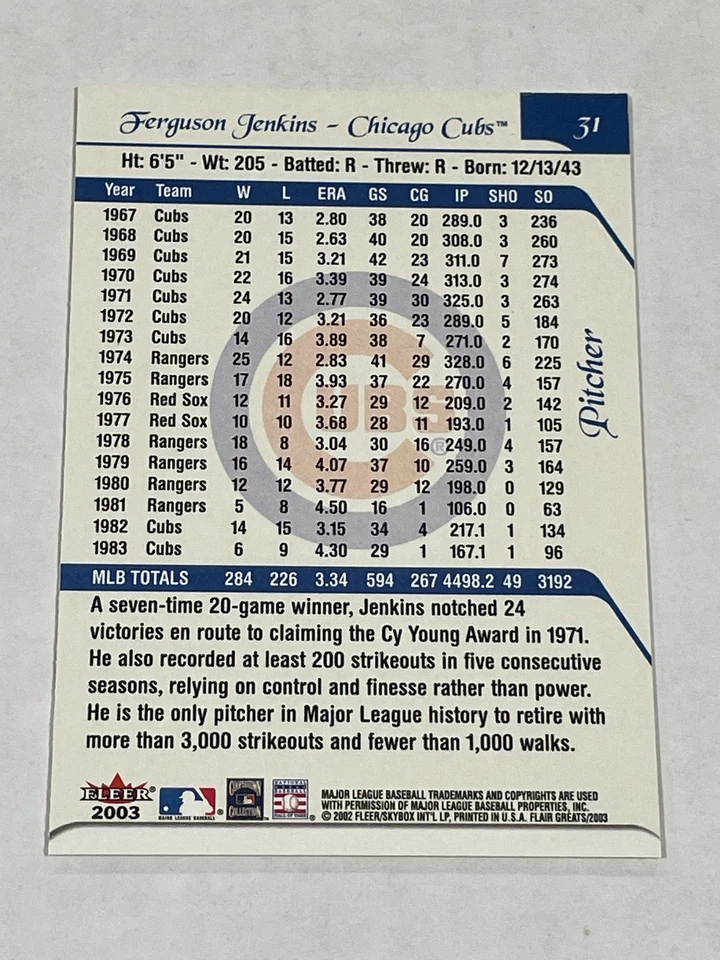 Ferguson Jenkins - Chicago Cubs™ 31
Ht: 6'5" - Wt: 205 - Batted: R - Threw: R - Born: 12/13/43
Year Team W L ERA GS CG IP SHO SO
1967 Cubs 20 13 2.80 38 20 289.0 3 236
1968 Cubs 20 15 2.63 40 20 308.0 3 260
1969 Cubs 21 15 3.21 42 23 311.0 7 273
1970 Cubs 22 16 3.39 39 24 313.0 3 274
1971 Cubs 24 13 2.77 39 30 325.0 3 263
1972 Cubs 20 12 3.21 36 23 289.0 5 184
1973 Cubs 14 16 3.89 38 7 271.0 2 170
1974 Rangers 25 12 2.83 41 29 328.0 6 225
1975 Rangers 17 18 3.93 37 22 270.0 4 157
1976 Red Sox 12 11 3.27 29 12 209.0 2 142
1977 Red Sox 10 10 3.68 28 11 193.0 1 105
1978 Rangers 18 8 3.04 30 16 249.0 4 157
1979 Rangers 16 14 4.07 37 10 259.0 3 164
1980 Rangers 12 12 3.77 29 12 198.0 0 129
1981 Rangers 5 8 4.50 16 1 106.0 0 63
1982 Cubs 14 15 3.15 34 4 217.1 1 134
1983 Cubs 6 9 4.30 29 1 167.1 1 96
MLB TOTALS 284 226 3.34 594 267 4498.2 49 3192
Pitcher
CUBS
®
A seven-time 20-game winner, Jenkins notched 24
victories en route to claiming the Cy Young Award in 1971.
He also recorded at least 200 strikeouts in five consecutive
seasons, relying on control and finesse rather than power.
He is the only pitcher in Major League history to retire with
more than 3,000 strikeouts and fewer than 1,000 walks.
FLEER®
2003
MAJOR LEAGUE BASEBALL ®
COOPERSTOWN
COLLECTION
NATIONAL
BASEBALL
HALL OF FAME ®
MAJOR LEAGUE BASEBALL TRADEMARKS AND COPYRIGHTS ARE USED
WITH PERMISSION OF MAJOR LEAGUE BASEBALL PROPERTIES, INC.
© 2002 FLEER/SKYBOX INT'L LP, PRINTED IN U.S.A. FLAIR GREATS/2003